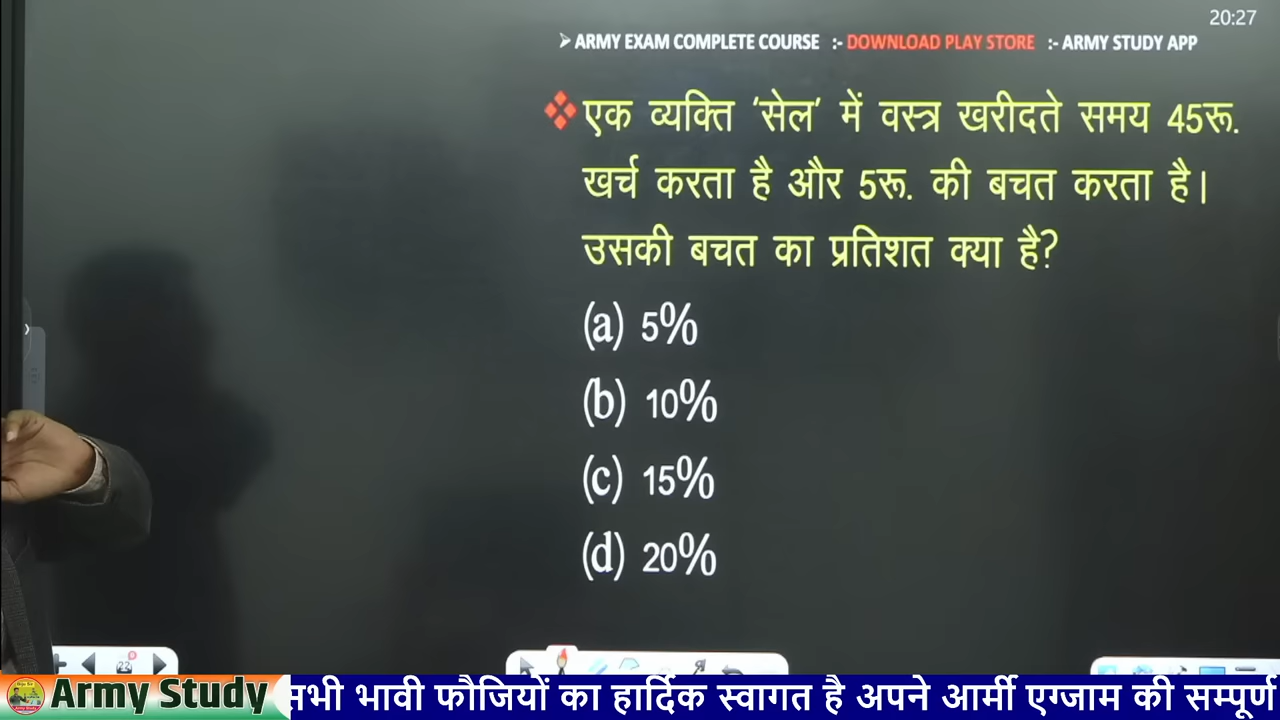 20:27
➢ ARMY EXAM COMPLETE COURSE :- DOWNLOAD PLAY STORE :- ARMY STUDY APP
❖ एक व्यक्ति 'सेल' में वस्त्र खरीदते समय 45रू.
खर्च करता है और 5रू. की बचत करता है।
उसकी बचत का प्रतिशत क्या है?
(a) 5%
(b) 10%
(c) 15%
(d) 20%
22
Army Study सभी भावी फौजियों का हार्दिक स्वागत है अपने आर्मी एग्जाम की सम्पूर्ण